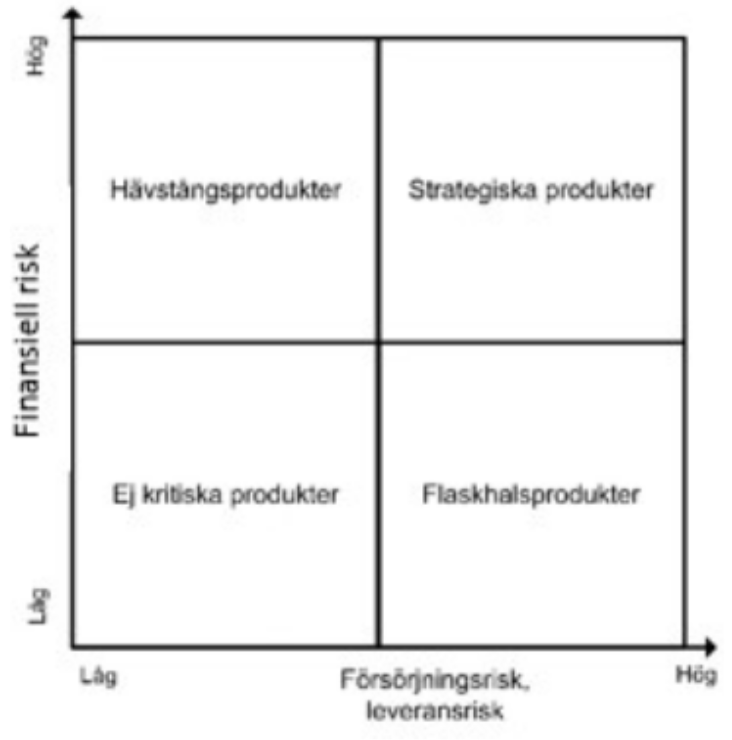 Hög
Hävstångsprodukter
Strategiska produkter
Finansiell risk
Ej kritiska produkter
Flaskhalsprodukter
Låg
Låg
Försörjningsrisk,
leveransrisk
Hög